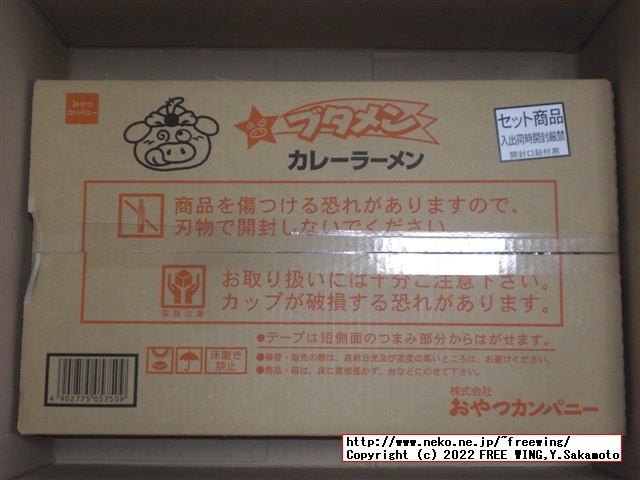 おやつ
カンパニー
ブタメン
カレーラーメン
セット商品
入出荷時開封厳禁
開封口貼付用
商品を傷つける恐れがありますので、
刃物で開封しないでください。
お取り扱いには十分ご注意下さい。
カップが破損する恐れがあります。
取扱注意
●テープは短側面のつまみ部分からはがせます。
床置き
禁止
●保管・販売の際は、直射日光及び湿度の高いところは、お避けください。
●商品・箱は、床に直接置かず、台などにのせて下さい。
4902775057509
株式会社
おやつカンパニー
http://www.neko.ne.jp/~freewing/
Copyright (c) 2022 FREE WING,Y.Sakamoto